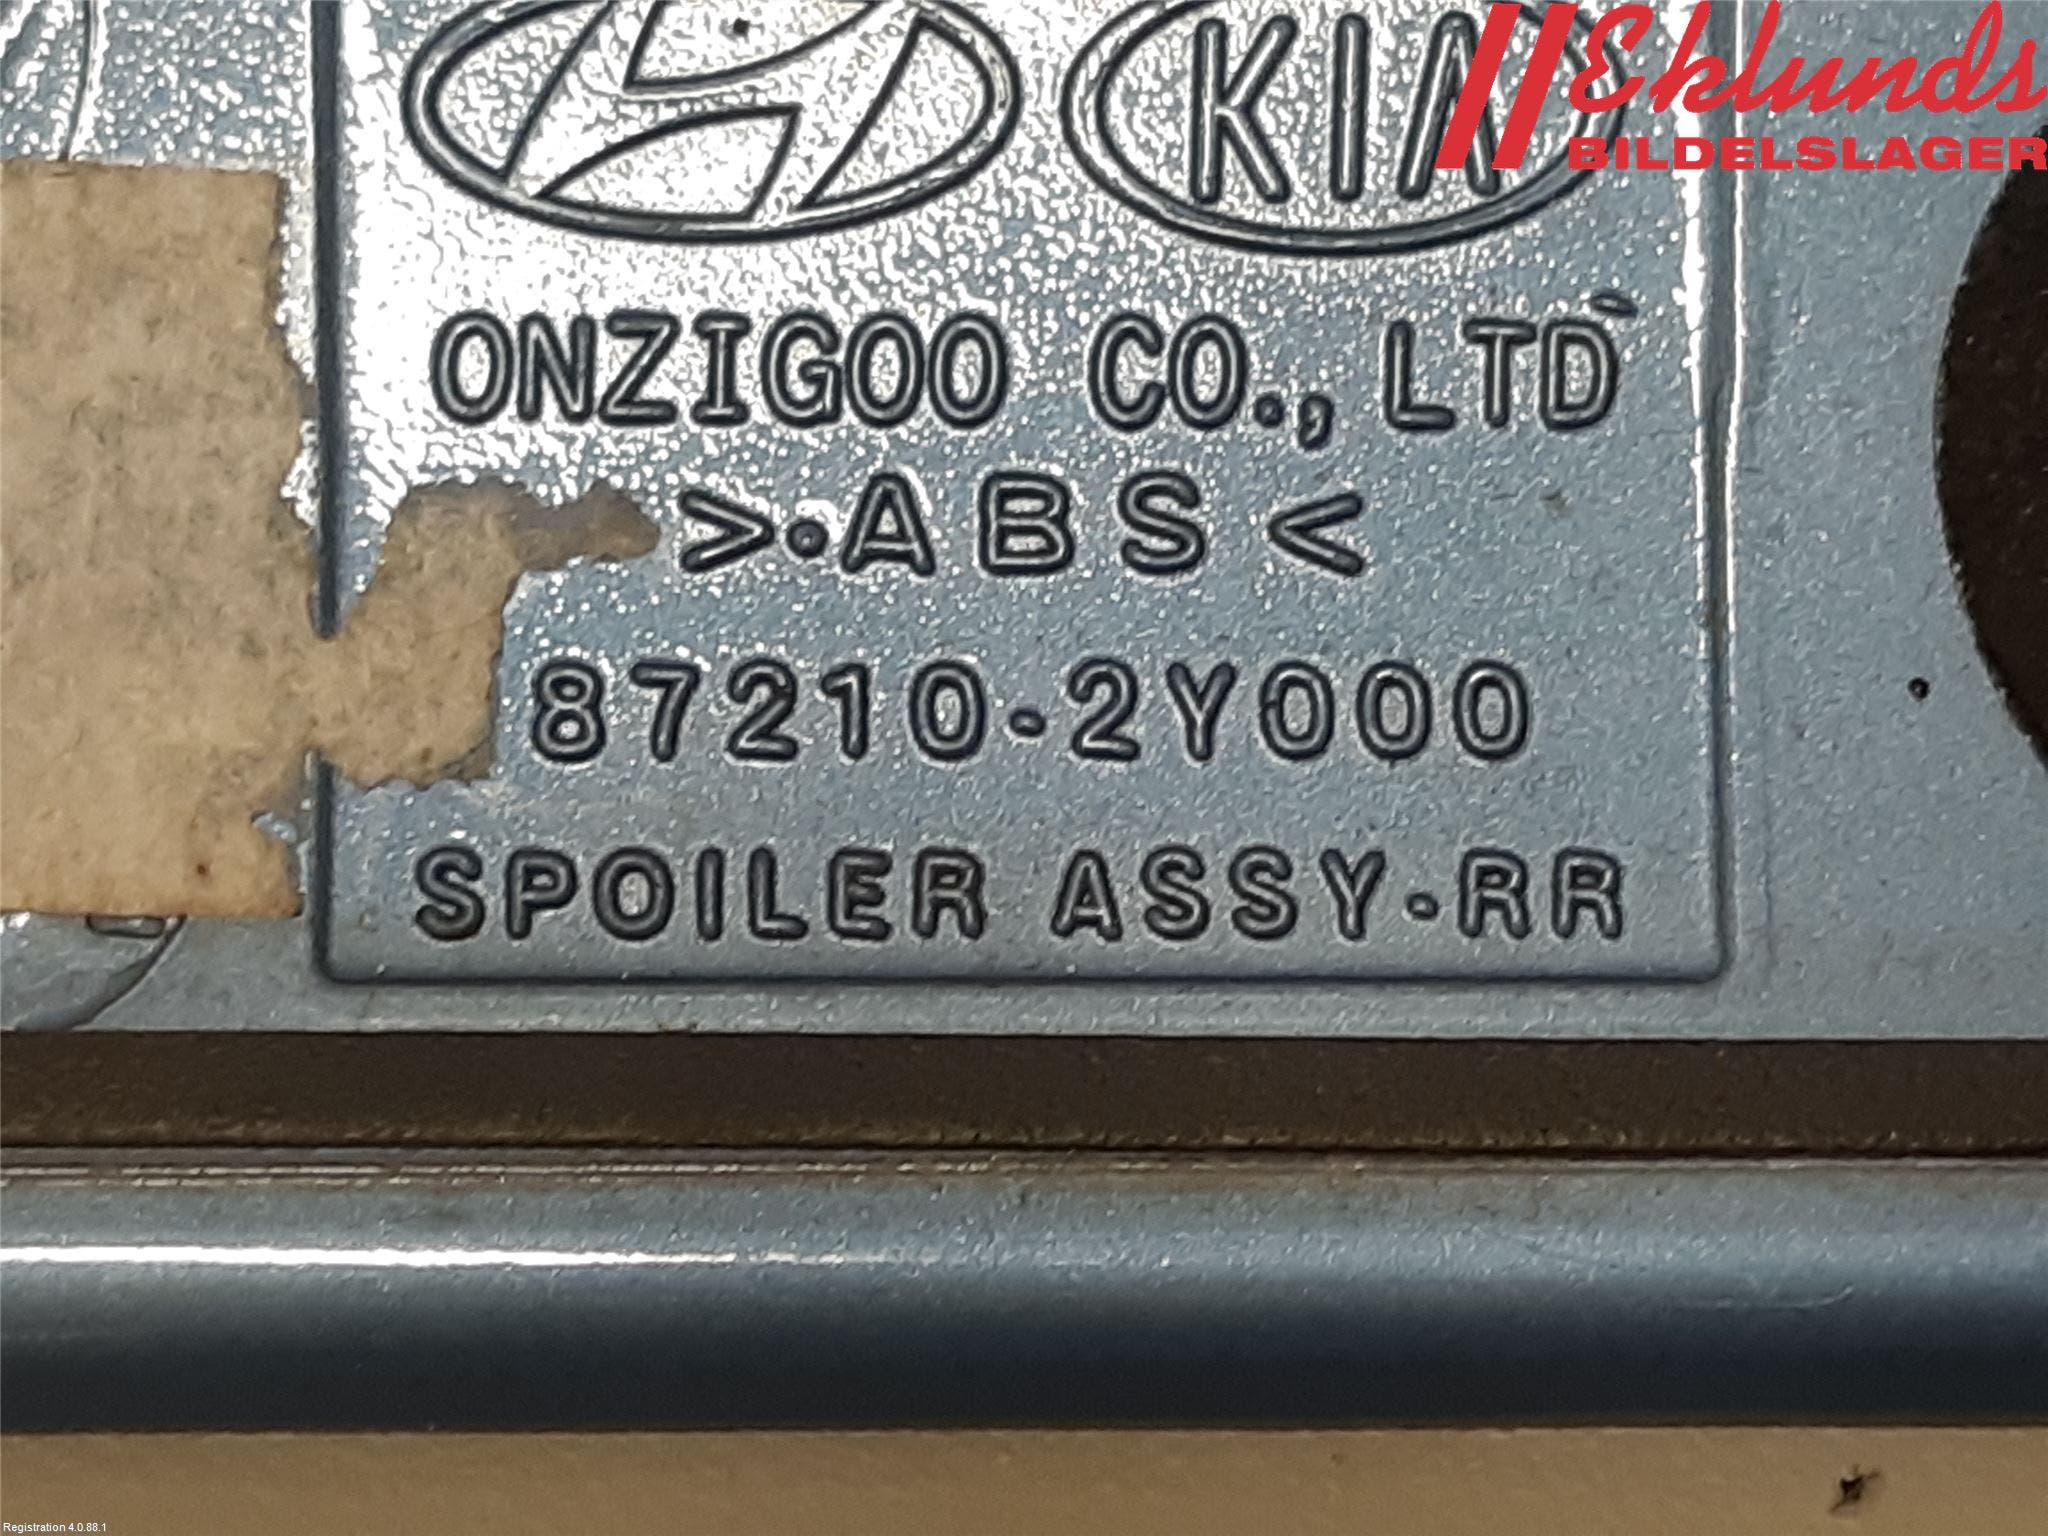 KIA
Eklunds
BILDELSLAGER
ONZIGOO CO., LTD
>·ABS<
87210-2Y000
SPOILER ASSY-RR
Registration 4.0.88.1